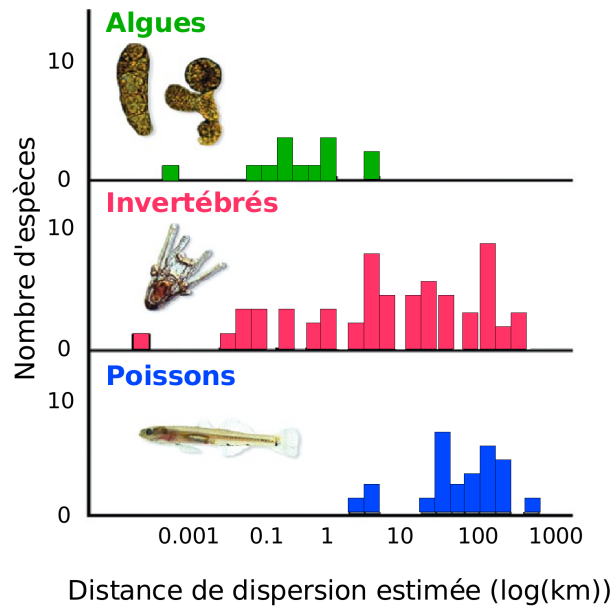 Algues
10
0
Invertébrés
10
0
Poissons
10
0
Nombre d'espèces
0.001 0.1 1 10 100 1000
Distance de dispersion estimée (log(km))